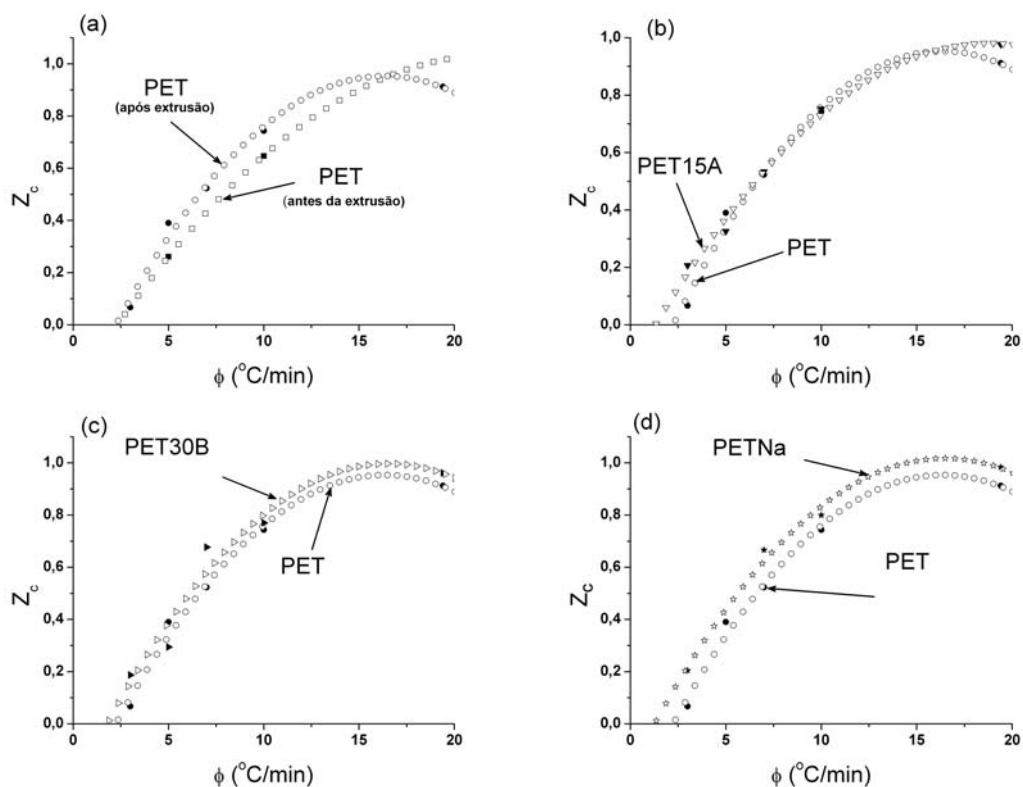 (a)
1,0
0,8
0,6
0,4
0,2
0,0
Zc
PET
(após extrusão)
PET
(antes da extrusão)
0 5 10 15 20
ϕ (°C/min)
(b)
1,0
0,8
0,6
0,4
0,2
0,0
Zc
PET15A
PET
0 5 10 15 20
ϕ (°C/min)
(c)
1,0
0,8
0,6
0,4
0,2
0,0
Zc
PET30B
PET
0 5 10 15 20
ϕ (°C/min)
(d)
1,0
0,8
0,6
0,4
0,2
0,0
Zc
PETNa
PET
0 5 10 15 20
ϕ (°C/min)